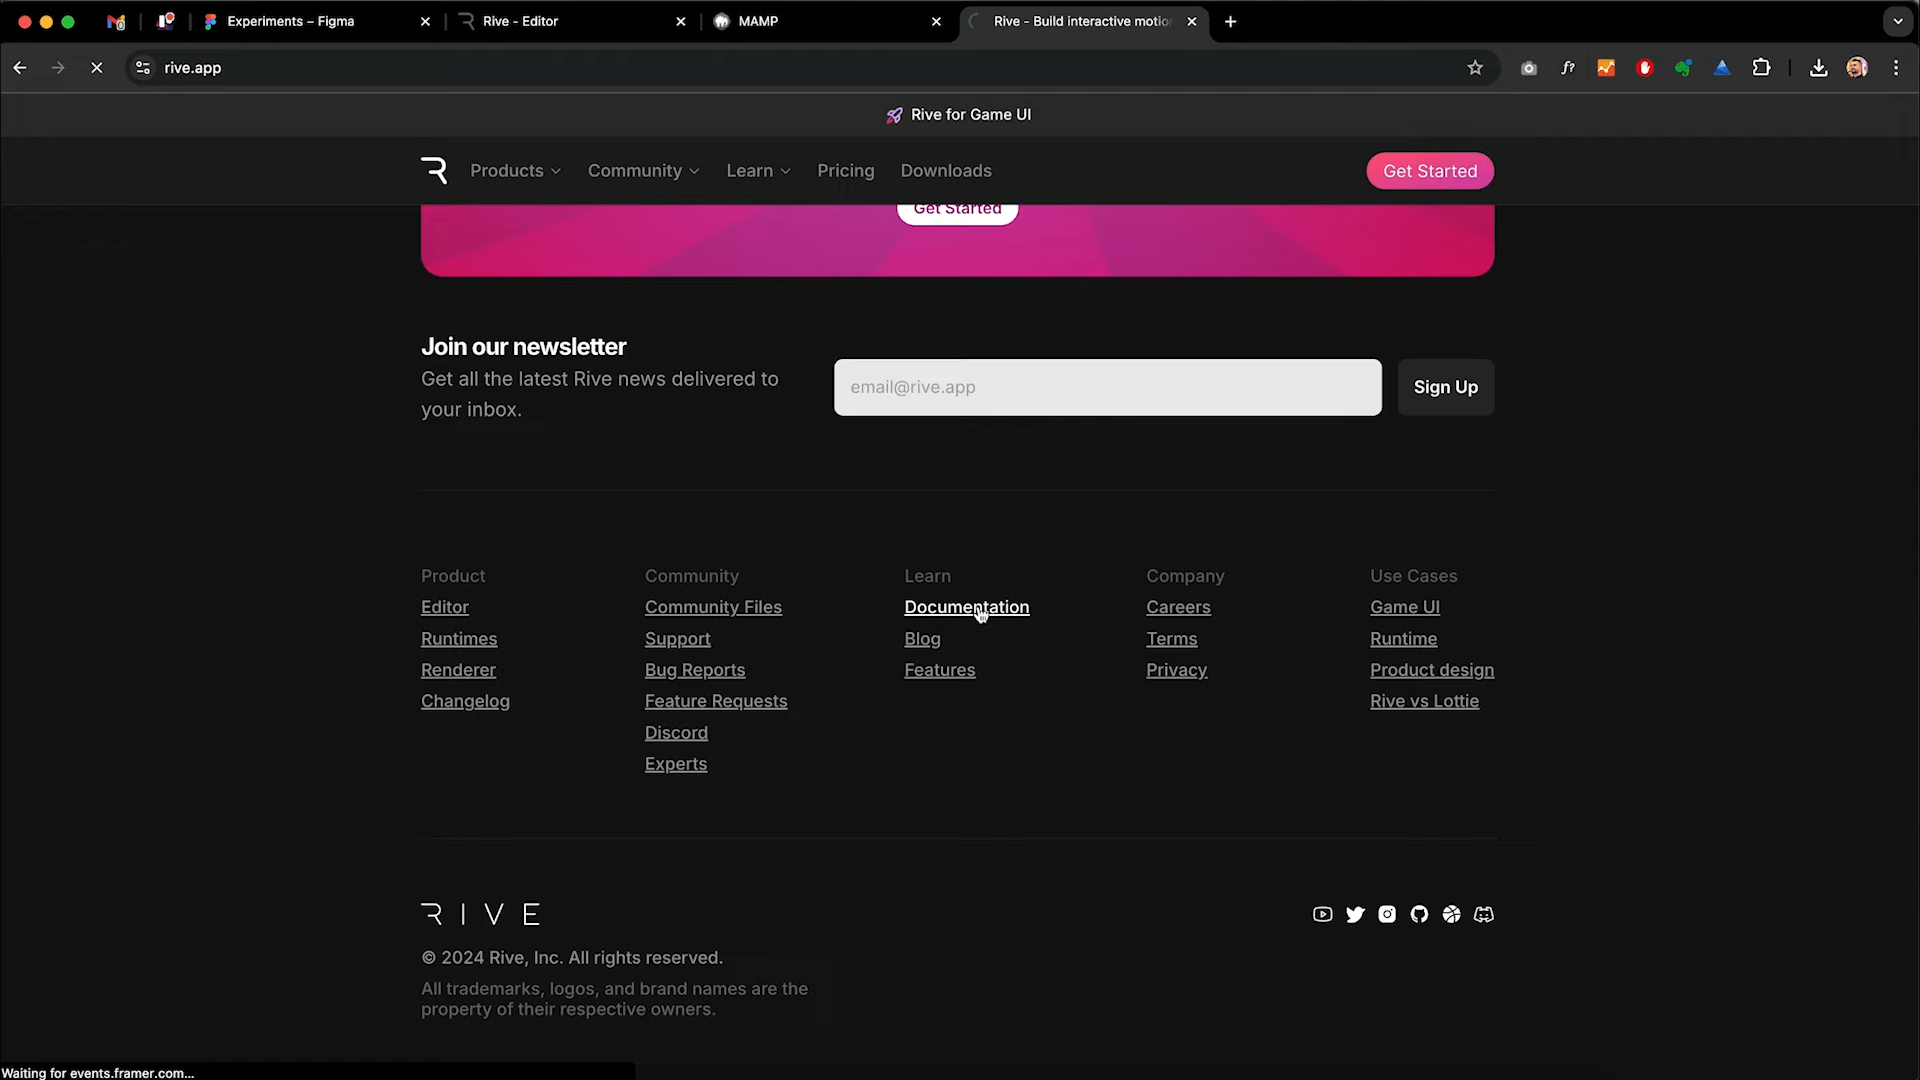 Experiments – Figma
Rive - Editor
MAMP
Rive - Build interactive motio
rive.app
Rive for Game UI
Products
Community
Learn
Pricing
Downloads
Get Started
Get Started
Join our newsletter
Get all the latest Rive news delivered to
your inbox.
email@rive.app
Sign Up
Product
Editor
Runtimes
Renderer
Changelog
Community
Community Files
Support
Bug Reports
Feature Requests
Discord
Experts
Learn
Documentation
Blog
Features
Company
Careers
Terms
Privacy
Use Cases
Game UI
Runtime
Product design
Rive vs Lottie
RIVE
© 2024 Rive, Inc. All rights reserved.
All trademarks, logos, and brand names are the
property of their respective owners.
Waiting for events.framer.com...